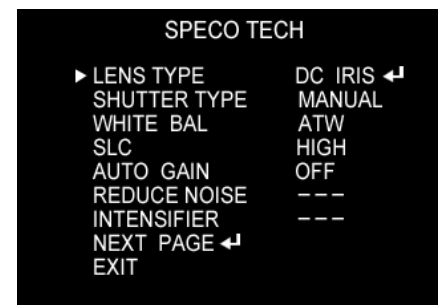 SPECO TECH
▶ LENS TYPE DC IRIS ↵
SHUTTER TYPE MANUAL
WHITE BAL ATW
SLC HIGH
AUTO GAIN OFF
REDUCE NOISE – – –
INTENSIFIER – – –
NEXT PAGE ↵
EXIT